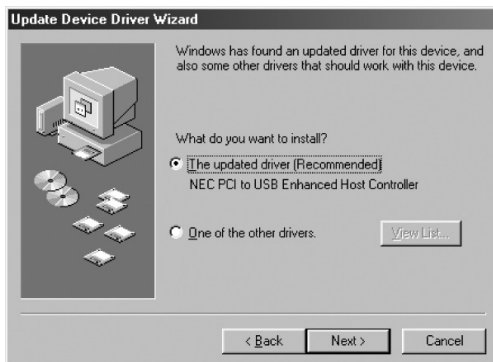 Update Device Driver Wizard
Windows has found an updated driver for this device, and
also some other drivers that should work with this device.
What do you want to install?
The updated driver (Recommended)
NEC PCI to USB Enhanced Host Controller
One of the other drivers.
View List...
< Back
Next >
Cancel